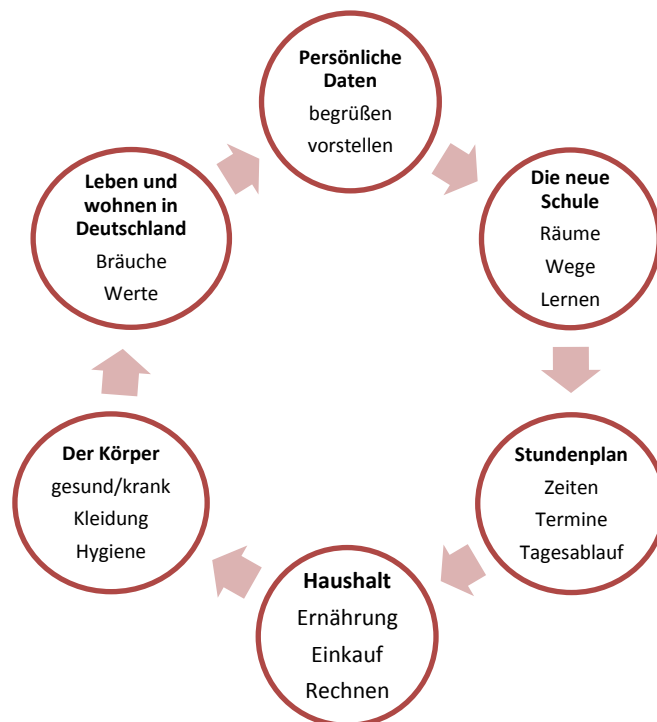 Persönliche
Daten
begrüßen
vorstellen
Die neue
Schule
Räume
Wege
Lernen
Stundenplan
Zeiten
Termine
Tagesablauf
Haushalt
Ernährung
Einkauf
Rechnen
Der Körper
gesund/krank
Kleidung
Hygiene
Leben und
wohnen in
Deutschland
Bräuche
Werte